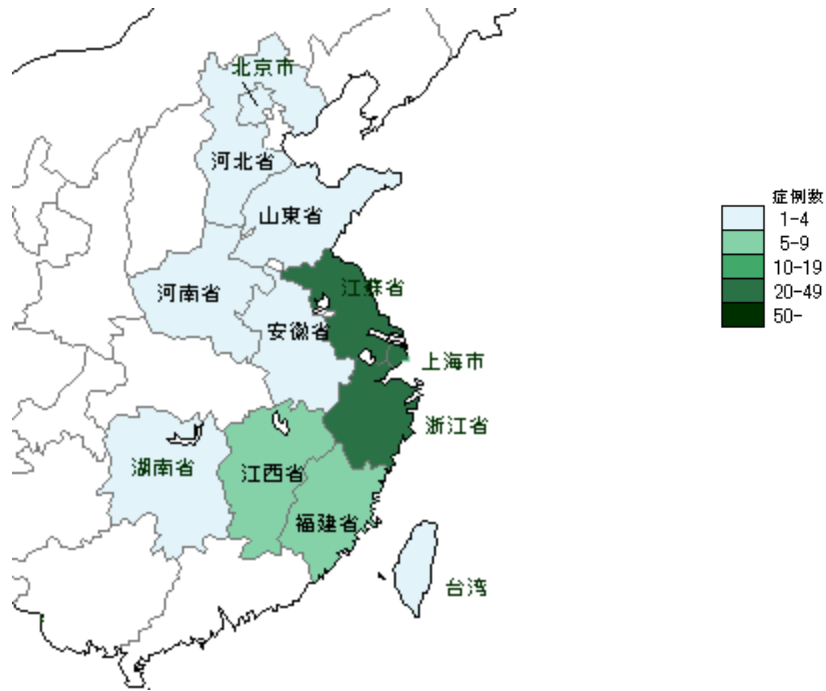 北京市
河北省
山東省
河南省
江蘇省
安徽省
上海市
浙江省
湖南省
江西省
福建省
台湾
症例数
1-4
5-9
10-19
20-49
50-